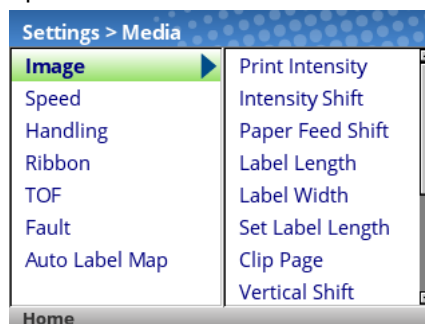 Settings > Media
Image
Speed
Handling
Ribbon
TOF
Fault
Auto Label Map
Print Intensity
Intensity Shift
Paper Feed Shift
Label Length
Label Width
Set Label Length
Clip Page
Vertical Shift
Home